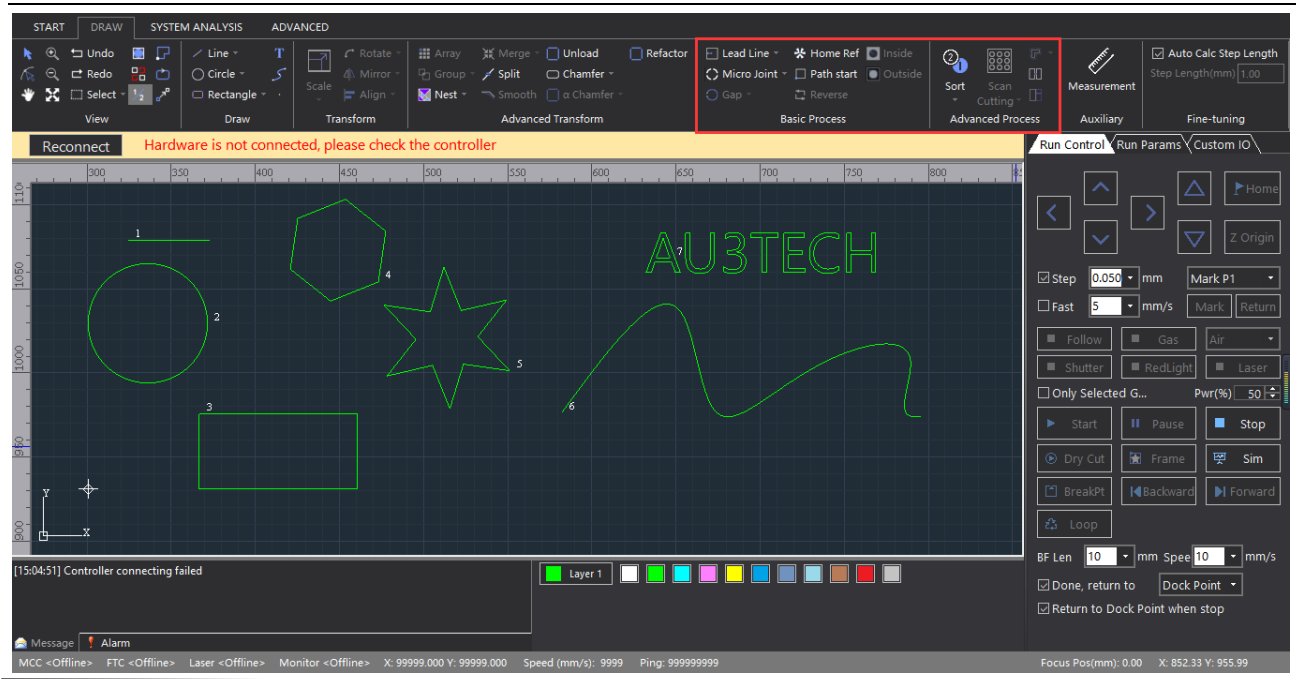 START DRAW SYSTEM ANALYSIS ADVANCED
Undo Line T Rotate Array Merge Unload Refactor Lead Line Home Ref Inside Auto Calc Step Length
Redo Circle Mirror Group Split Chamfer Micro Joint Path start Outside Step Length(mm) 1.00
Select Rectangle Scale Align Nest Smooth α Chamfer Gap Reverse Sort Scan Cutting Measurement
View Draw Transform Advanced Transform Basic Process Advanced Process Auxiliary Fine-tuning
Reconnect Hardware is not connected, please check the controller
Run Control Run Params Custom IO
300 350 400 450 500 550 600 650 700 750 800
110
1050
1000
950
900
1
2
3
4
5
6
7
AU3TECH
Y
X
Home
Z Origin
Step 0.050 mm Mark P1
Fast 5 mm/s Mark Return
Follow Gas Air
Shutter RedLight Laser
Only Selected G... Pwr(%) 50
Start Pause Stop
Dry Cut Frame Sim
BreakPt Backward Forward
Loop
BF Len 10 mm Spee 10 mm/s
Done, return to Dock Point
Return to Dock Point when stop
[15:04:51] Controller connecting failed
Layer 1
Message Alarm
MCC <Offline> FTC <Offline> Laser <Offline> Monitor <Offline> X: 99999.000 Y: 99999.000 Speed (mm/s): 9999 Ping: 999999999 Focus Pos(mm): 0.00 X: 852.33 Y: 955.99